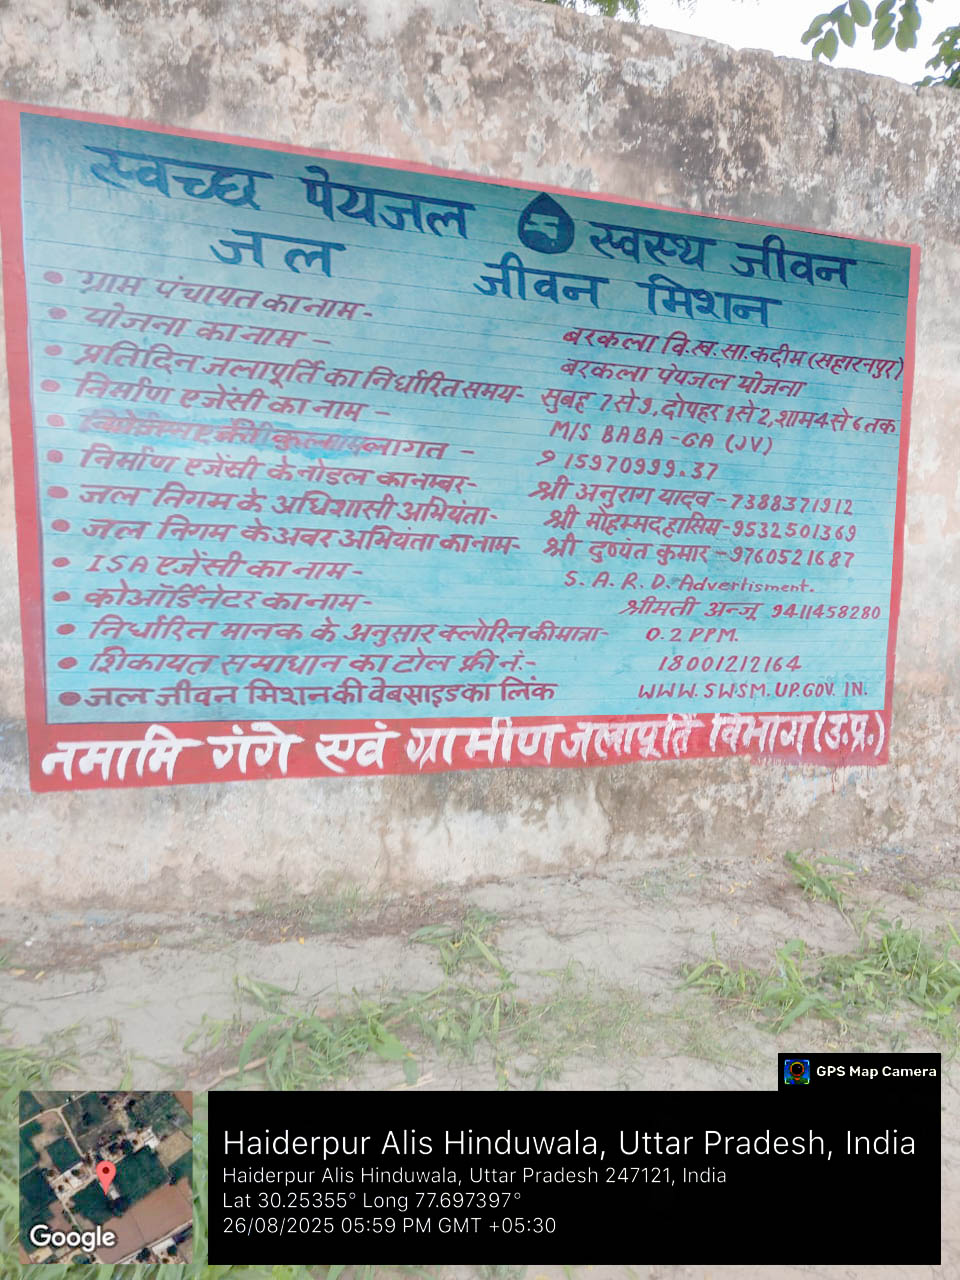 स्वच्छ पेयजल स्वस्थ जीवन
जल जीवन मिशन
• ग्राम पंचायत का नाम- बरकला वि.ख. सा.कदीम (सहारनपुर)
• योजना का नाम - बरकला पेयजल योजना
• प्रतिदिन जलापूर्ति का निर्धारित समय- सुबह 7 से 9, दोपहर 1 से 2, शाम 4 से 6 तक
• निर्माण एजेंसी का नाम - M/S BABA-GA (JV)
लागत - 915970999.37
• निर्माण एजेंसी के नोडल का नम्बर- श्री अनुराग यादव - 7388371912
• जल निगम के अधिशासी अभियंता- श्री मोहम्मद हासिम - 9532501369
• जल निगम के अवर अभियंता का नाम- श्री दुष्यंत कुमार - 9760521687
• ISA एजेंसी का नाम- S. A. R. D. Advertisment.
• कोऑर्डिनेटर का नाम- श्रीमती अन्जू 9411458280
• निर्धारित मानक के अनुसार क्लोरिन की मात्रा- 0.2 PPM.
• शिकायत समाधान का टोल फ्री नं.- 18001212164
• जल जीवन मिशन की वेबसाइड का लिंक WWW.SWSM.UP.GOV.IN.
नमामि गंगे एवं ग्रामीण जलापूर्ति विभाग (उ.प्र.)
GPS Map Camera
Haiderpur Alis Hinduwala, Uttar Pradesh, India
Haiderpur Alis Hinduwala, Uttar Pradesh 247121, India
Lat 30.25355° Long 77.697397°
26/08/2025 05:59 PM GMT +05:30
Google